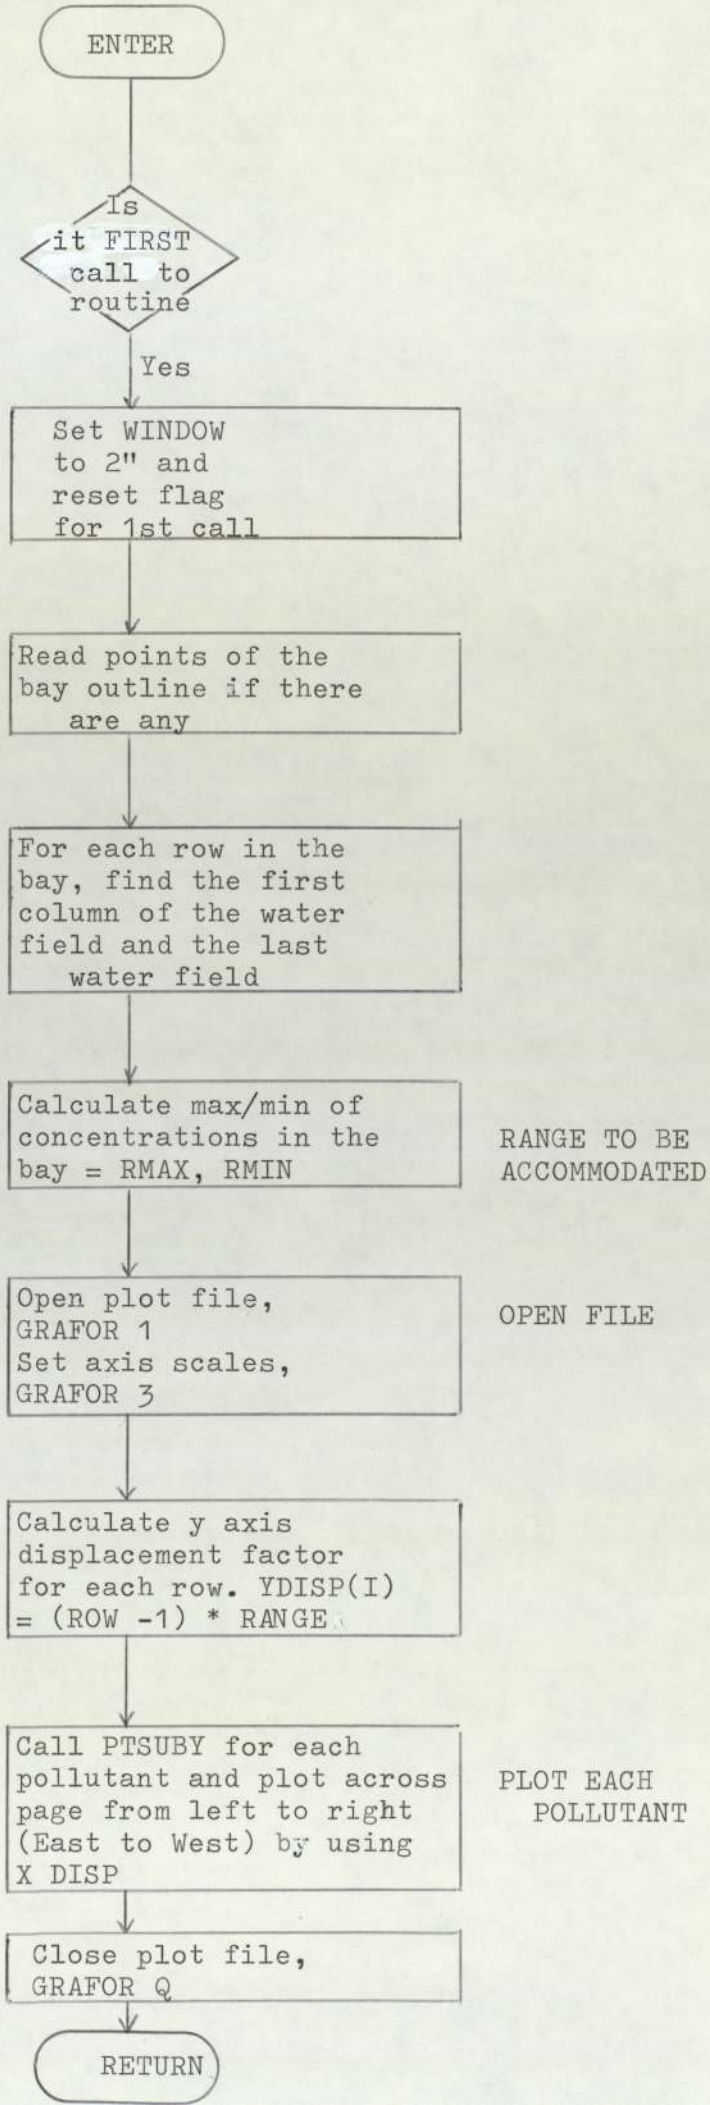 ENTER
Is
it FIRST
call to
routine
Yes
Set WINDOW
to 2" and
reset flag
for 1st call
Read points of the
bay outline if there
are any
For each row in the
bay, find the first
column of the water
field and the last
water field
Calculate max/min of
concentrations in the
bay = RMAX, RMIN
RANGE TO BE
ACCOMMODATED
Open plot file,
GRAFOR 1
Set axis scales,
GRAFOR 3
OPEN FILE
Calculate y axis
displacement factor
for each row. YDISP(I)
= (ROW -1) * RANGE
Call PTSUBY for each
pollutant and plot across
page from left to right
(East to West) by using
X DISP
PLOT EACH
POLLUTANT
Close plot file,
GRAFOR Q
RETURN